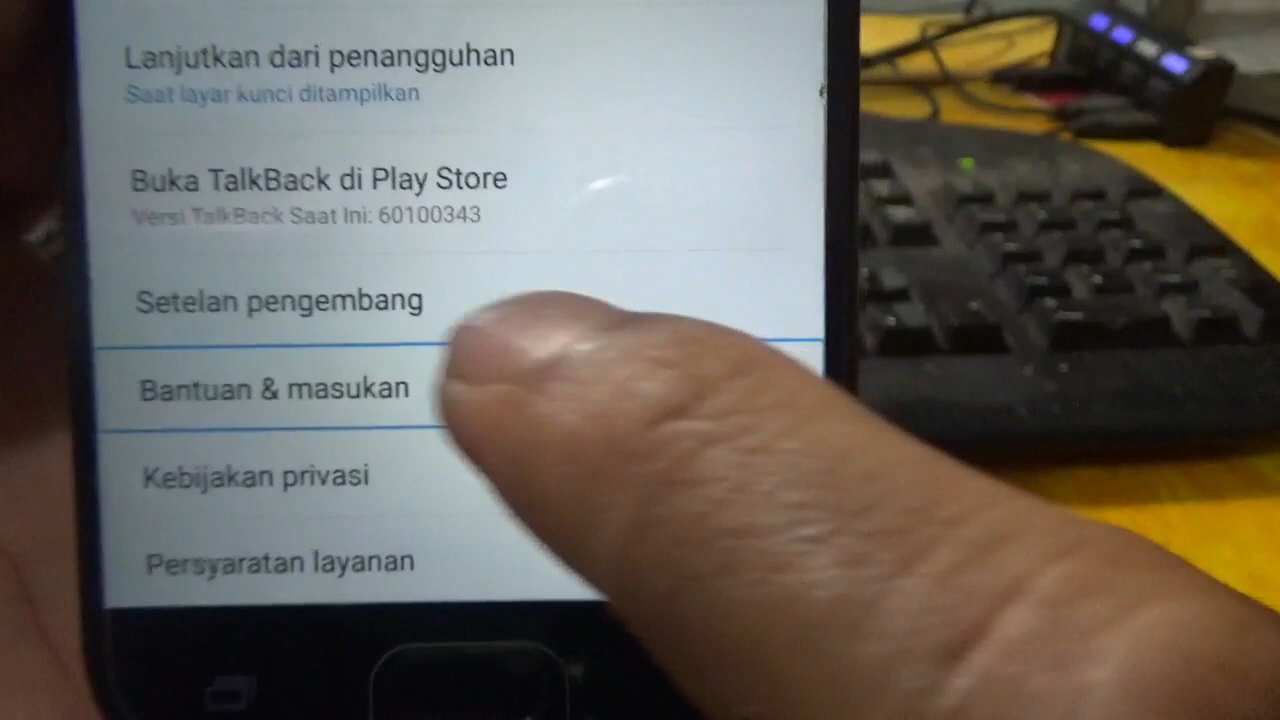 Lanjutkan dari penangguhan
Saat layar kunci ditampilkan
Buka TalkBack di Play Store
Versi TalkBack Saat Ini: 60100343
Setelan pengembang
Bantuan & masukan
Kebijakan privasi
Persyaratan layanan